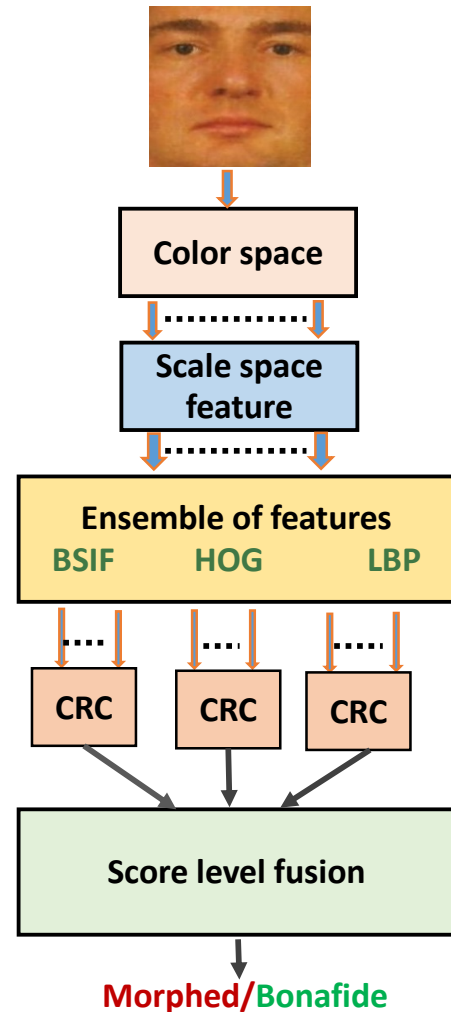 Color space
Scale space
feature
Ensemble of features
BSIF HOG LBP
CRC CRC CRC
Score level fusion
Morphed/Bonafide